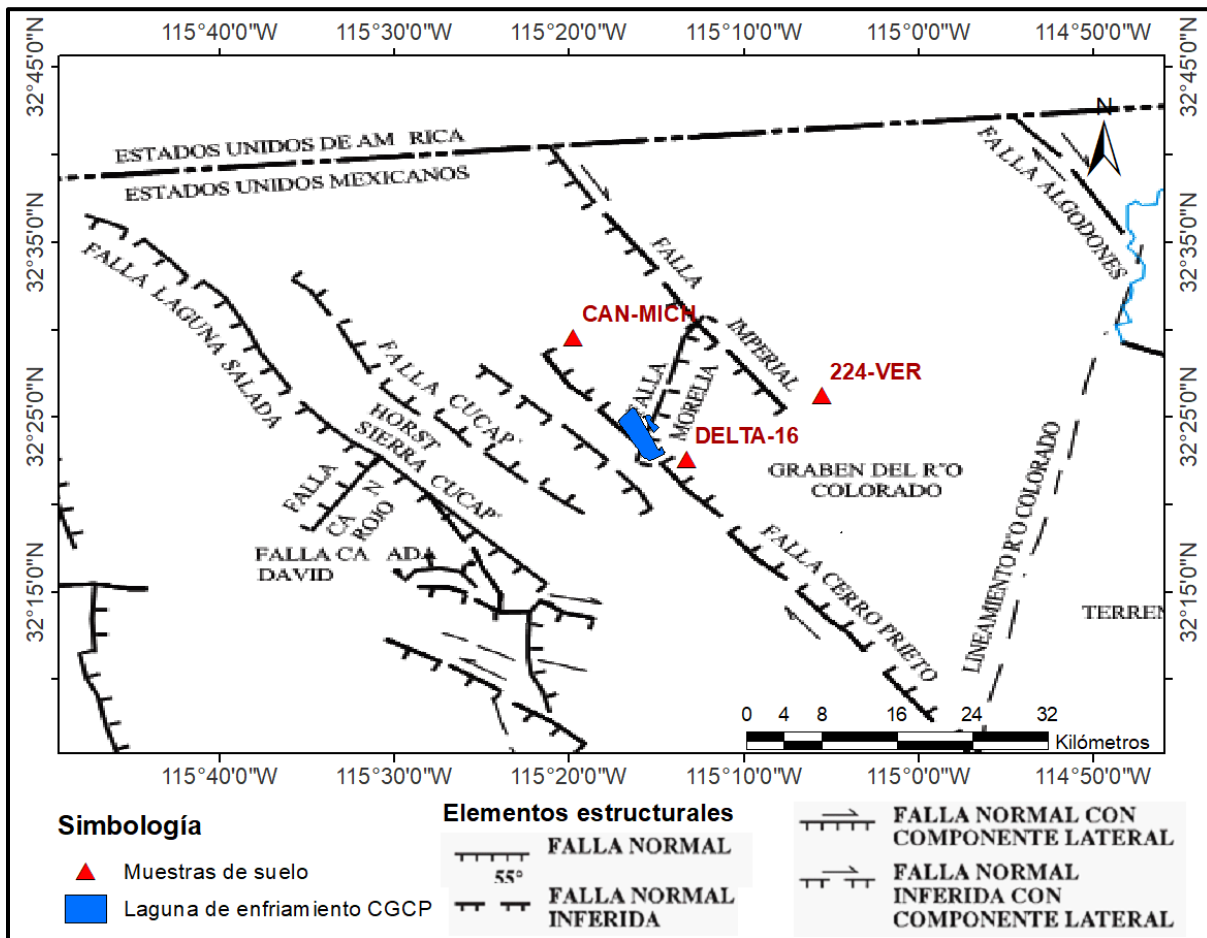 115°40'0"W
115°30'0"W
115°20'0"W
115°10'0"W
115°0'0"W
114°50'0"W
32°45'0"N
32°45'0"N
N
ESTADOS UNIDOS DE AM RICA
ESTADOS UNIDOS MEXICANOS
FALLA ALGODONES
32°35'0"N
32°35'0"N
FALLA LAGUNA SALADA
FALLA
IMPERIAL
CAN-MICH
224-VER
FALLA CUCAP`
FALLA
MORELIA
32°25'0"N
32°25'0"N
HORST
SIERRA CUCAP`
DELTA-16
GRABEN DEL R"O
COLORADO
FALLA
CA N
ROJO
FALLA CA ADA
DAVID
LINEAMIENTO R"O COLORADO
FALLA CERRO PRIETO
32°15'0"N
32°15'0"N
TERREN
0 4 8 16 24 32
Kilómetros
115°40'0"W
115°30'0"W
115°20'0"W
115°10'0"W
115°0'0"W
114°50'0"W
Simbología
Muestras de suelo
Laguna de enfriamiento CGCP
Elementos estructurales
FALLA NORMAL
55°
FALLA NORMAL
INFERIDA
FALLA NORMAL CON
COMPONENTE LATERAL
FALLA NORMAL
INFERIDA CON
COMPONENTE LATERAL